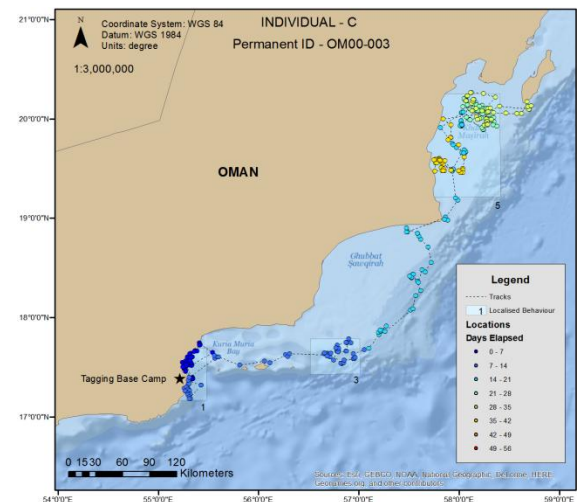 INDIVIDUAL - C
Permanent ID - OM00-003
N
Coordinate System: WGS 84
Datum: WGS 1984
Units: degree
1:3,000,000
21°0'0"N
20°0'0"N
19°0'0"N
18°0'0"N
17°0'0"N
OMAN
Masirah
5
Ghubbat
Sawqirah
Kuria Muria
Bay
Tagging Base Camp
1
3
Legend
Tracks
1 Localised Behaviour
Locations
Days Elapsed
0 - 7
7 - 14
14 - 21
21 - 28
28 - 35
35 - 42
42 - 49
49 - 56
0 15 30 60 90 120
Kilometers
Sources: Esri, GEBCO, NOAA, National Geographic, DeLorme, HERE,
Geonames.org, and other contributors
54°0'0"E
55°0'0"E
56°0'0"E
57°0'0"E
58°0'0"E
59°0'0"E